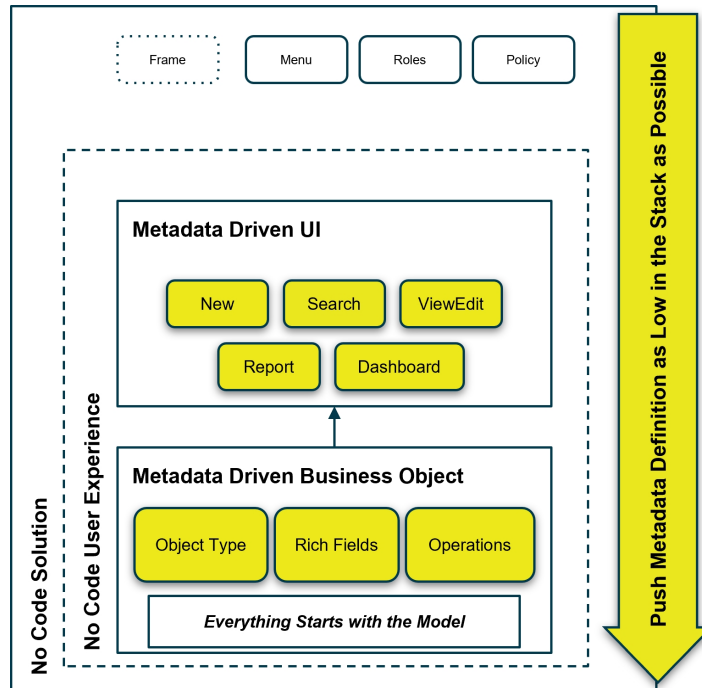 Frame
Menu
Roles
Policy
Metadata Driven UI
New
Search
ViewEdit
Report
Dashboard
Metadata Driven Business Object
Object Type
Rich Fields
Operations
Everything Starts with the Model
No Code Solution
No Code User Experience
Push Metadata Definition as Low in the Stack as Possible